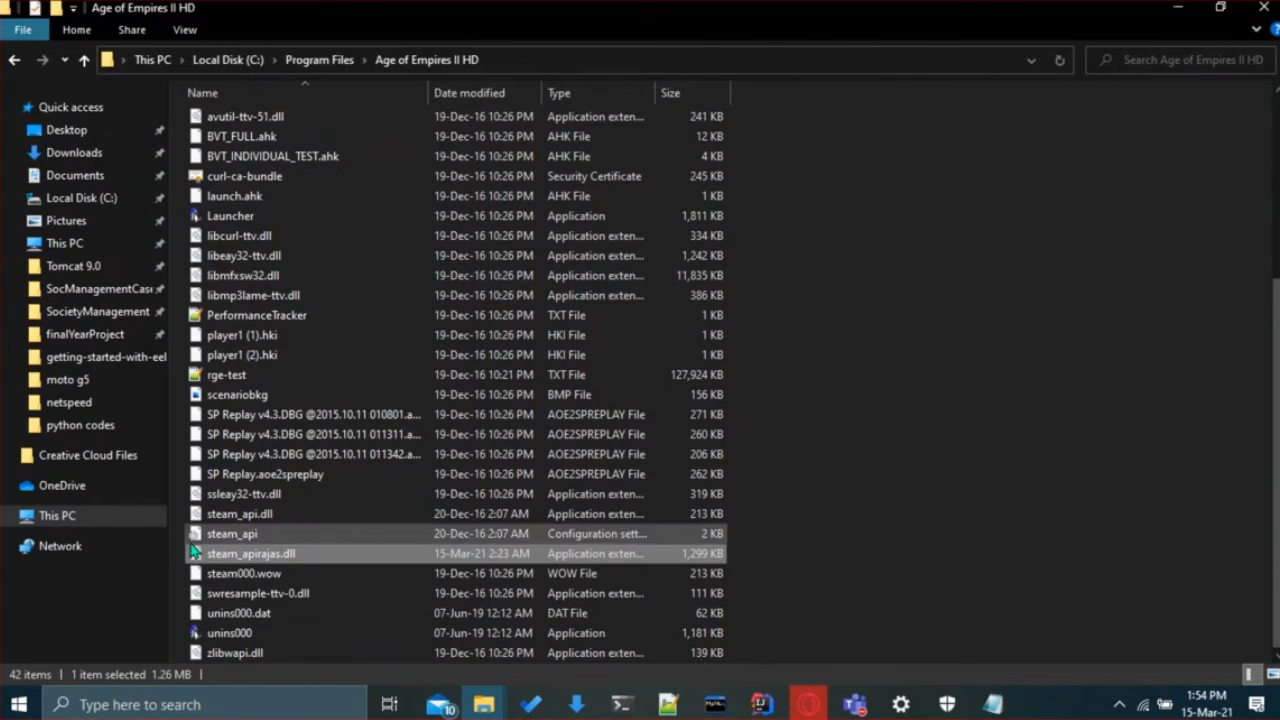 Age of Empires II HD
File Home Share View
This PC Local Disk (C:) Program Files Age of Empires II HD Search Age of Empires II HD
Name Date modified Type Size
Quick access
Desktop
Downloads
Documents
Local Disk (C:)
Pictures
This PC
Tomcat 9.0
SocManagementCase
SocietyManagement
finalYearProject
getting-started-with-eel
moto g5
netspeed
python codes
Creative Cloud Files
OneDrive
This PC
Network
avutil-ttv-51.dll 19-Dec-16 10:26 PM Application exten... 241 KB
BVT_FULL.ahk 19-Dec-16 10:26 PM AHK File 12 KB
BVT_INDIVIDUAL_TEST.ahk 19-Dec-16 10:26 PM AHK File 4 KB
curl-ca-bundle 19-Dec-16 10:26 PM Security Certificate 245 KB
launch.ahk 19-Dec-16 10:26 PM AHK File 1 KB
Launcher 19-Dec-16 10:26 PM Application 1,811 KB
libcurl-ttv.dll 19-Dec-16 10:26 PM Application exten... 334 KB
libeay32-ttv.dll 19-Dec-16 10:26 PM Application exten... 1,242 KB
libmfxsw32.dll 19-Dec-16 10:26 PM Application exten... 11,835 KB
libmp3lame-ttv.dll 19-Dec-16 10:26 PM Application exten... 386 KB
PerformanceTracker 19-Dec-16 10:26 PM TXT File 1 KB
player1 (1).hki 19-Dec-16 10:26 PM HKI File 1 KB
player1 (2).hki 19-Dec-16 10:26 PM HKI File 1 KB
rge-test 19-Dec-16 10:21 PM TXT File 127,924 KB
scenariobkg 19-Dec-16 10:26 PM BMP File 156 KB
SP Replay v4.3.DBG @2015.10.11 010801.a... 19-Dec-16 10:26 PM AOE2SPREPLAY File 271 KB
SP Replay v4.3.DBG @2015.10.11 011311.a... 19-Dec-16 10:26 PM AOE2SPREPLAY File 260 KB
SP Replay v4.3.DBG @2015.10.11 011342.a... 19-Dec-16 10:26 PM AOE2SPREPLAY File 206 KB
SP Replay.aoe2spreplay 19-Dec-16 10:26 PM AOE2SPREPLAY File 262 KB
ssleay32-ttv.dll 19-Dec-16 10:26 PM Application exten... 319 KB
steam_api.dll 20-Dec-16 2:07 AM Application exten... 213 KB
steam_api 20-Dec-16 2:07 AM Configuration sett... 2 KB
steam_apirajas.dll 15-Mar-21 2:23 AM Application exten... 1,299 KB
steam000.wow 19-Dec-16 10:26 PM WOW File 213 KB
swresample-ttv-0.dll 19-Dec-16 10:26 PM Application exten... 111 KB
unins000.dat 07-Jun-19 12:12 AM DAT File 62 KB
unins000 07-Jun-19 12:12 AM Application 1,181 KB
zlibwapi.dll 19-Dec-16 10:26 PM Application exten... 139 KB
42 items 1 item selected 1.26 MB
Type here to search 10 1:54 PM
15-Mar-21